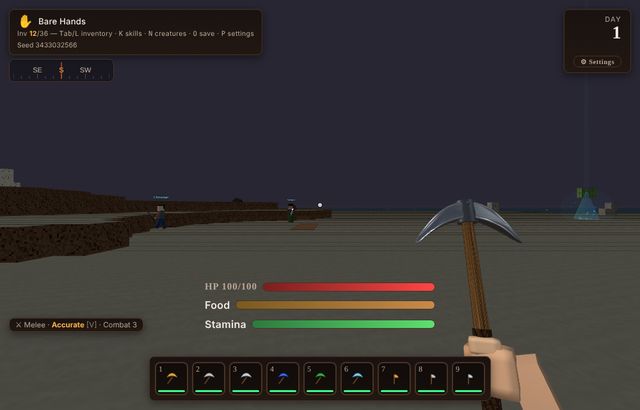 Bare Hands
Inv 12/36 — Tab/L inventory · K skills · N creatures · 0 save · P settings
Seed 3433032566
SE S SW
DAY
1
⚙ Settings
HP 100/100
Food
Stamina
⚔ Melee · Accurate [V] · Combat 3
1 2 3 4 5 6 7 8 9